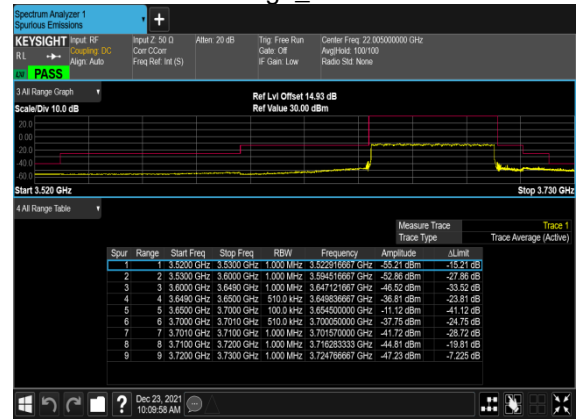 Spectrum Analyzer 1
Spurious Emissions
+
KEYSIGHT Input: RF Input Z: 50 Ω Atten: 20 dB Trig: Free Run Center Freq: 22.005000000 GHz
RL Coupling: DC Corr CCorr Gate: Off Avg|Hold: 100/100
Align: Auto Freq Ref: Int (S) IF Gain: Low Radio Std: None
PASS
3 All Range Graph Ref Lvl Offset 14.93 dB
Scale/Div 10.0 dB Ref Value 30.00 dBm
20.0
0.00
-20.0
-40.0
-60.0
Start 3.520 GHz Stop 3.730 GHz
4 All Range Table
Measure Trace Trace 1
Trace Type Trace Average (Active)
Spur Range Start Freq Stop Freq RBW Frequency Amplitude ΔLimit
1 1 3.5200 GHz 3.5300 GHz 1.000 MHz 3.522916667 GHz -55.21 dBm -15.21 dB
2 2 3.5300 GHz 3.6000 GHz 1.000 MHz 3.594516667 GHz -52.86 dBm -27.86 dB
3 3 3.6000 GHz 3.6490 GHz 1.000 MHz 3.647121667 GHz -46.52 dBm -33.52 dB
4 4 3.6490 GHz 3.6500 GHz 510.0 kHz 3.649836667 GHz -36.81 dBm -23.81 dB
5 5 3.6500 GHz 3.7000 GHz 100.0 kHz 3.654500000 GHz -11.12 dBm -41.12 dB
6 6 3.7000 GHz 3.7010 GHz 510.0 kHz 3.700050000 GHz -37.75 dBm -24.75 dB
7 7 3.7010 GHz 3.7100 GHz 1.000 MHz 3.701570000 GHz -41.72 dBm -28.72 dB
8 8 3.7100 GHz 3.7200 GHz 1.000 MHz 3.716283333 GHz -44.81 dBm -19.81 dB
9 9 3.7200 GHz 3.7300 GHz 1.000 MHz 3.724766667 GHz -47.23 dBm -7.225 dB
? Dec 23, 2021
10:09:58 AM